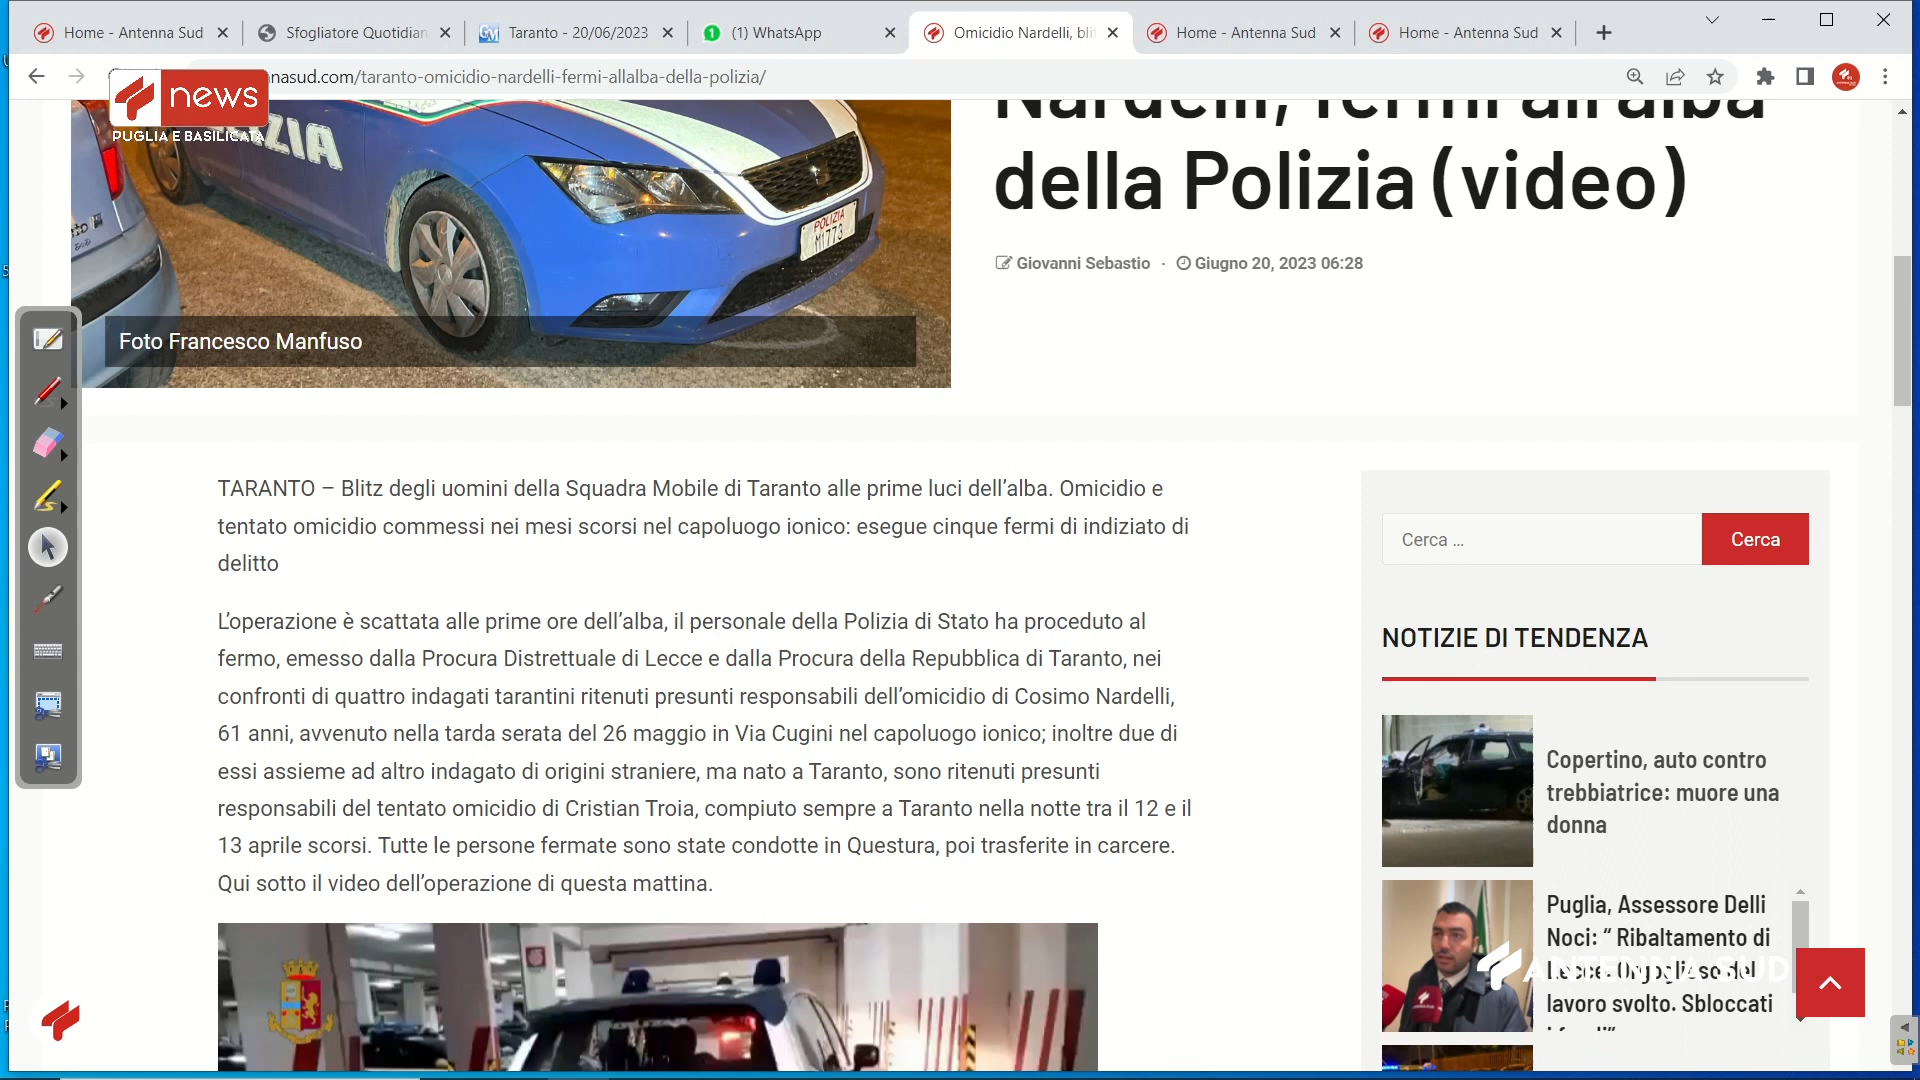 Home - Antenna Sud
Sfogliatore Quotidian
Taranto - 20/06/2023
(1) WhatsApp
Omicidio Nardelli, bli
Home - Antenna Sud
Home - Antenna Sud
nasud.com/taranto-omicidio-nardelli-fermi-allalba-della-polizia/
news
PUGLIA E BASILICATA
POLIZIA
M1773
Foto Francesco Manfuso
Nardelli, fermi all'alba
della Polizia (video)
Giovanni Sebastio · Giugno 20, 2023 06:28
TARANTO – Blitz degli uomini della Squadra Mobile di Taranto alle prime luci dell’alba. Omicidio e
tentato omicidio commessi nei mesi scorsi nel capoluogo ionico: esegue cinque fermi di indiziato di
delitto
L’operazione è scattata alle prime ore dell’alba, il personale della Polizia di Stato ha proceduto al
fermo, emesso dalla Procura Distrettuale di Lecce e dalla Procura della Repubblica di Taranto, nei
confronti di quattro indagati tarantini ritenuti presunti responsabili dell’omicidio di Cosimo Nardelli,
61 anni, avvenuto nella tarda serata del 26 maggio in Via Cugini nel capoluogo ionico; inoltre due di
essi assieme ad altro indagato di origini straniere, ma nato a Taranto, sono ritenuti presunti
responsabili del tentato omicidio di Cristian Troia, compiuto sempre a Taranto nella notte tra il 12 e il
13 aprile scorsi. Tutte le persone fermate sono state condotte in Questura, poi trasferite in carcere.
Qui sotto il video dell’operazione di questa mattina.
Cerca …
Cerca
NOTIZIE DI TENDENZA
Copertino, auto contro
trebbiatrice: muore una
donna
Puglia, Assessore Delli
Noci: “ Ribaltamento di
ANTENNA SUD
lavoro svolto. Sbloccati